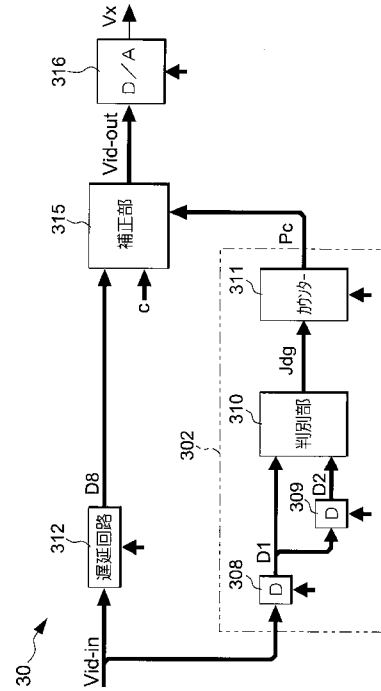 30
Vid-in
312
遅延回路
D8
315
補正部
c
Vid-out
316
D/A
Vx
302
308
D
D1
309
D
D2
310
判別部
Jdg
311
カウンター
Pc